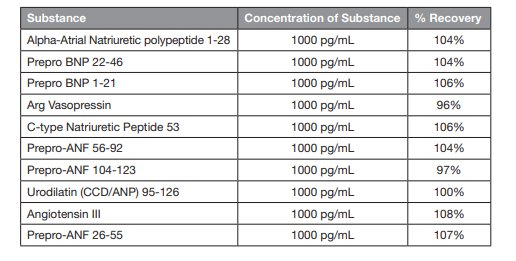 Substance Concentration of Substance % Recovery
Alpha-Atrial Natriuretic polypeptide 1-28 1000 pg/mL 104%
Prepro BNP 22-46 1000 pg/mL 104%
Prepro BNP 1-21 1000 pg/mL 106%
Arg Vasopressin 1000 pg/mL 96%
C-type Natriuretic Peptide 53 1000 pg/mL 106%
Prepro-ANF 56-92 1000 pg/mL 104%
Prepro-ANF 104-123 1000 pg/mL 97%
Urodilatin (CCD/ANP) 95-126 1000 pg/mL 100%
Angiotensin III 1000 pg/mL 108%
Prepro-ANF 26-55 1000 pg/mL 107%